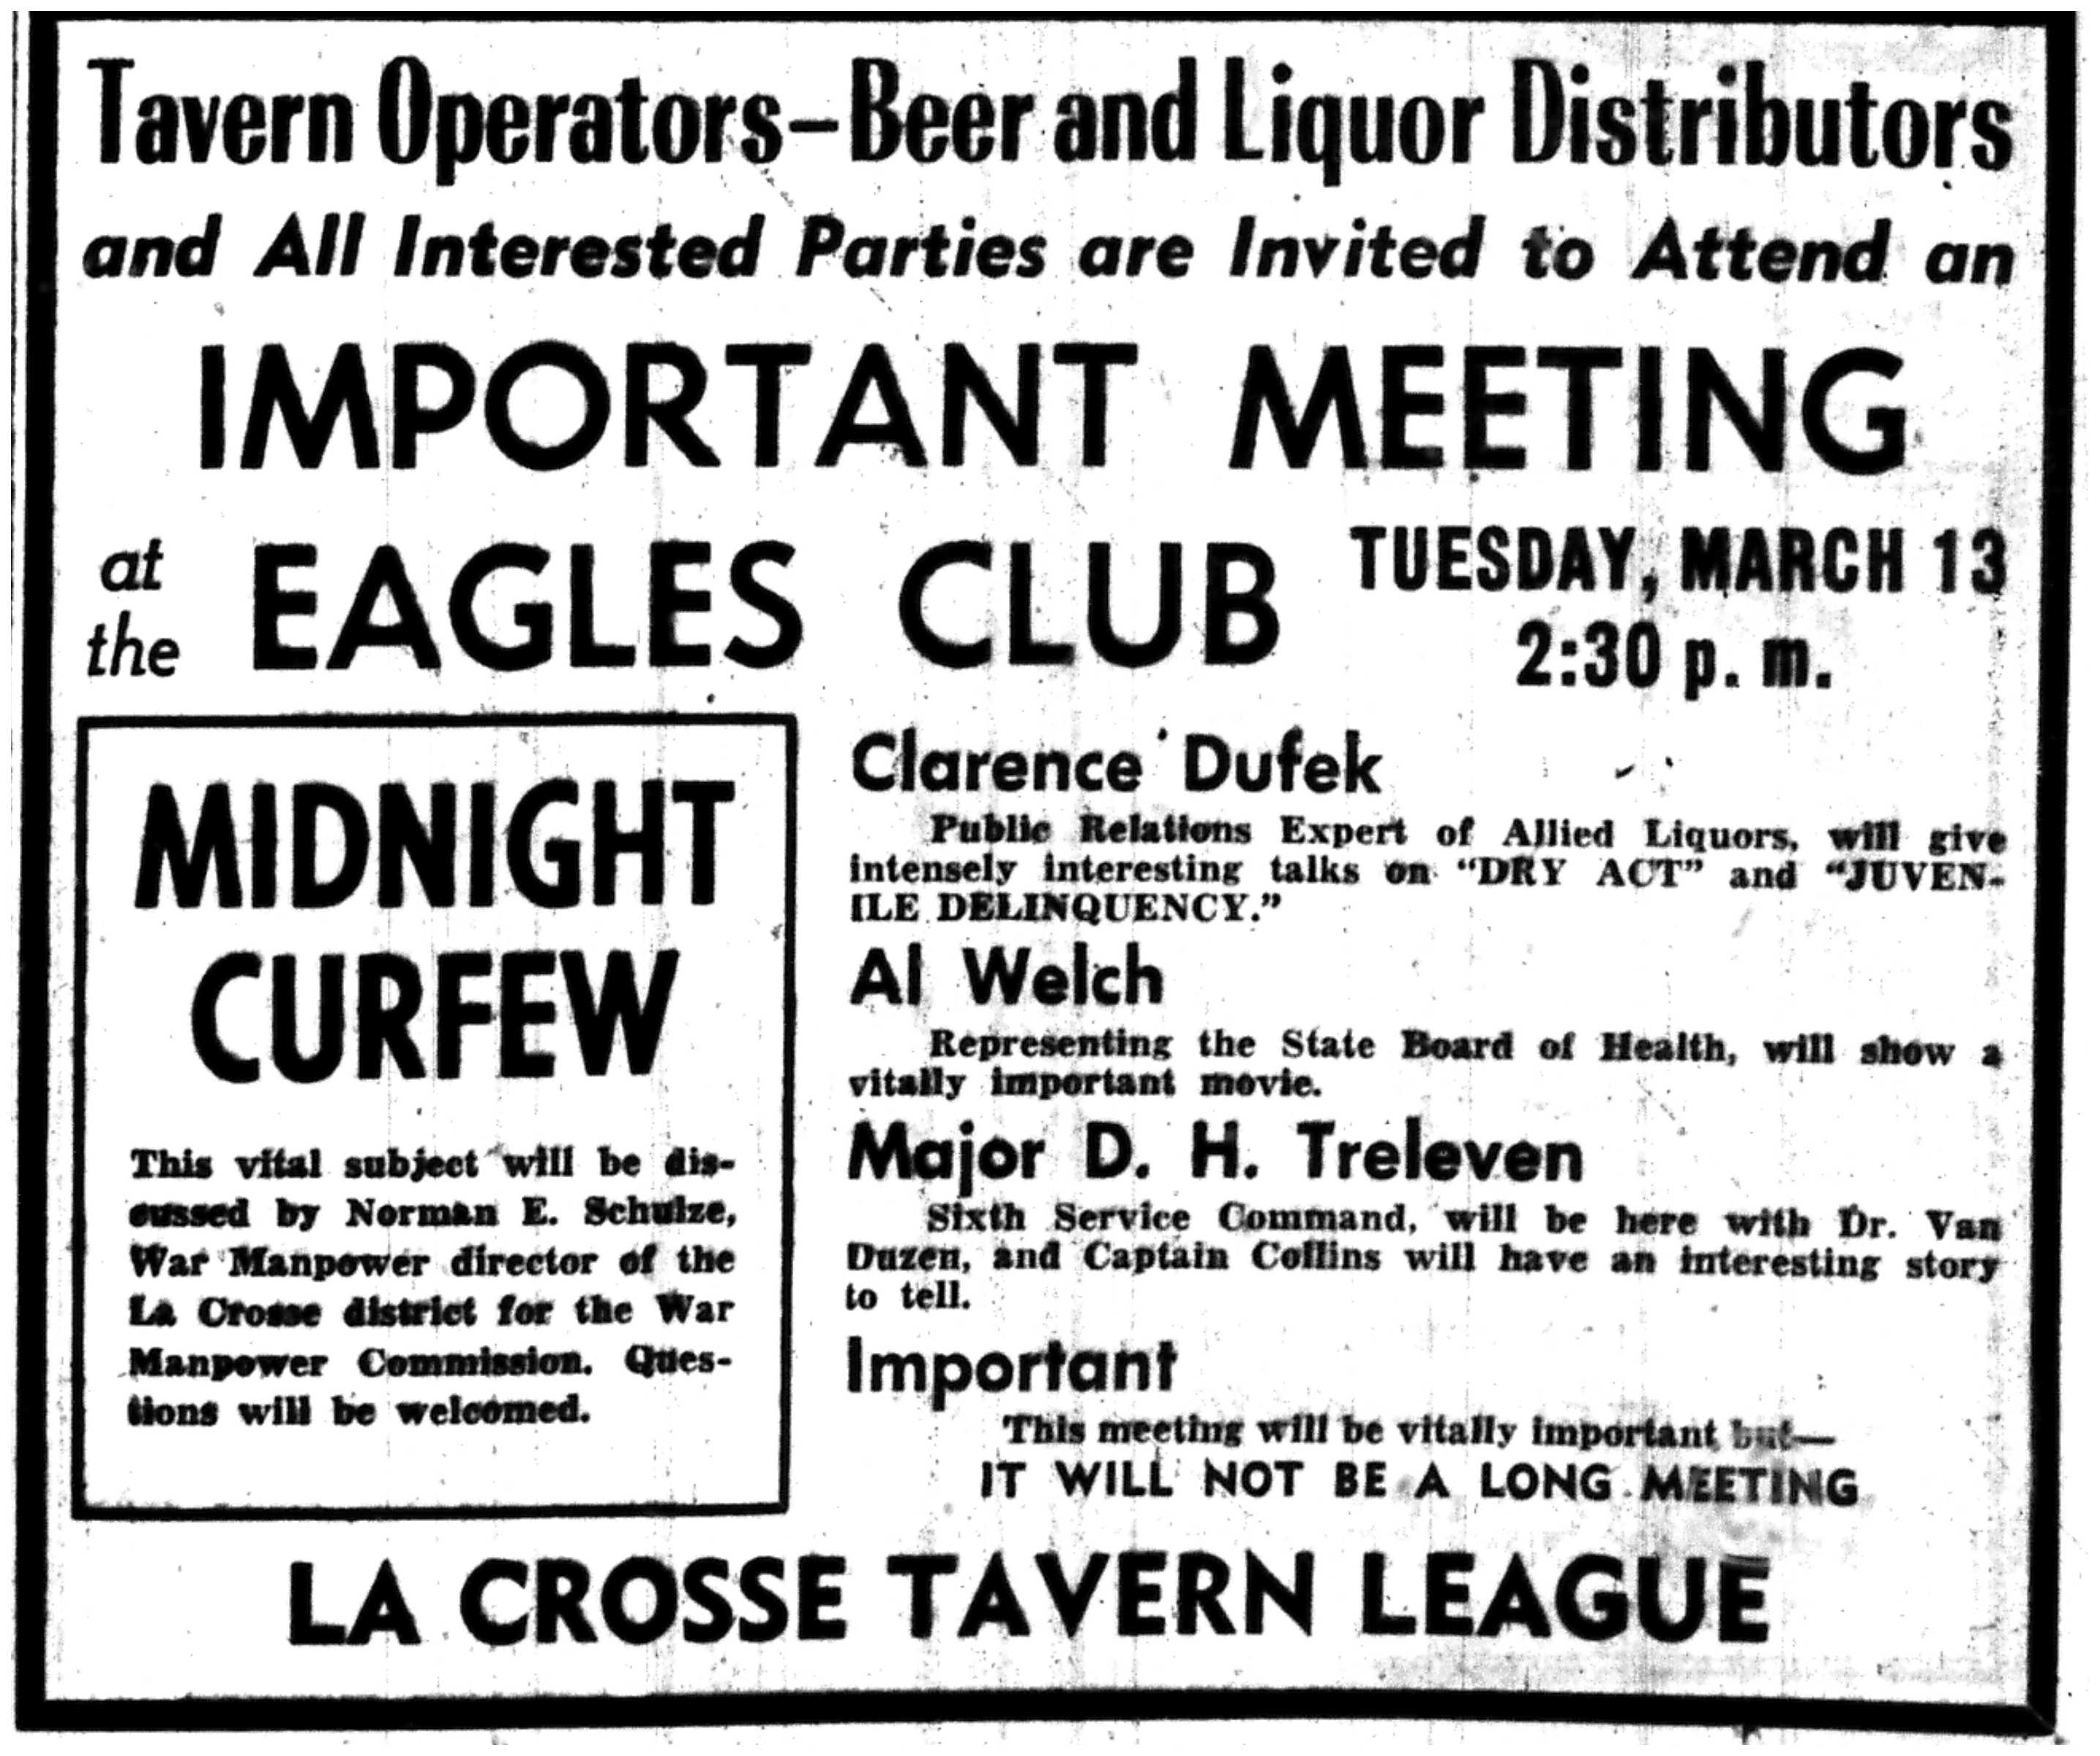 Tavern Operators–Beer and Liquor Distributors
and All Interested Parties are Invited to Attend an
IMPORTANT MEETING
at the EAGLES CLUB
TUESDAY, MARCH 13
2:30 p. m.
MIDNIGHT
CURFEW
This vital subject will be dis-
cussed by Norman E. Schulze,
War Manpower director of the
La Crosse district for the War
Manpower Commission. Ques-
tions will be welcomed.
Clarence Dufek
Public Relations Expert of Allied Liquors, will give
intensely interesting talks on "DRY ACT" and "JUVEN-
ILE DELINQUENCY."
Al Welch
Representing the State Board of Health, will show a
vitally important movie.
Major D. H. Treleven
Sixth Service Command, will be here with Dr. Van
Duzen, and Captain Collins will have an interesting story
to tell.
Important
This meeting will be vitally important but—
IT WILL NOT BE A LONG MEETING
LA CROSSE TAVERN LEAGUE